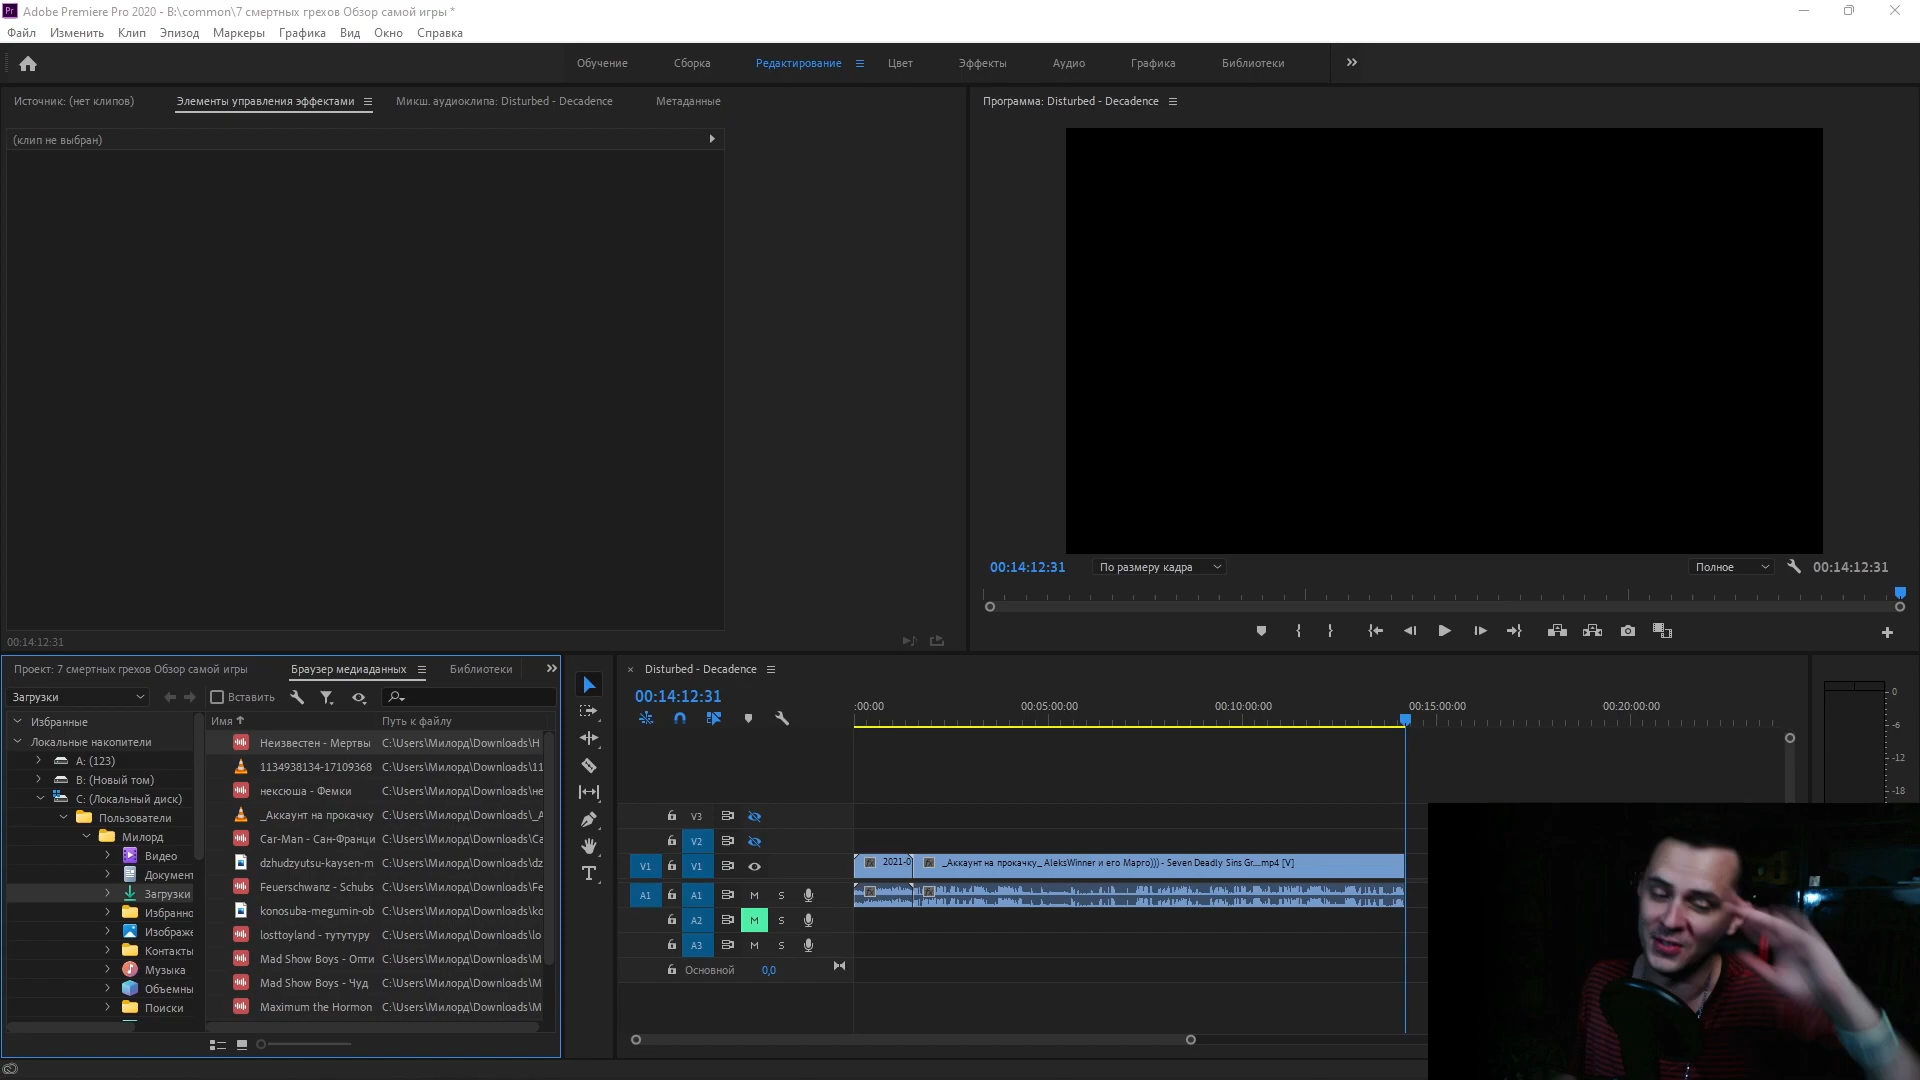 Adobe Premiere Pro 2020 - B:\common\7 смертных грехов Обзор самой игры *
Файл Изменить Клип Эпизод Маркеры Графика Вид Окно Справка
Обучение Сборка Редактирование Цвет Эффекты Аудио Графика Библиотеки
Источник: (нет клипов) Элементы управления эффектами Микш. аудиоклипа: Disturbed - Decadence Метаданные
Программа: Disturbed - Decadence
(клип не выбран)
00:14:12:31 По размеру кадра Полное 00:14:12:31
00:14:12:31
Проект: 7 смертных грехов Обзор самой игры Браузер медиаданных Библиотеки
Загрузки Вставить
Избранные
Локальные накопители
A: (123)
B: (Новый том)
C: (Локальный диск)
Пользователи
Милорд
Видео
Документ
Загрузки
Избранно
Изображе
Контакты
Музыка
Объемны
Поиски
Имя Путь к файлу
Неизвестен - Мертвы C:\Users\Милорд\Downloads\Н
1134938134-17109368 C:\Users\Милорд\Downloads\11
нексюша - Фемки C:\Users\Милорд\Downloads\не
_Аккаунт на прокачку C:\Users\Милорд\Downloads\_А
Car-Man - Сан-Франци C:\Users\Милорд\Downloads\Ca
dzhudzyutsu-kaysen-m C:\Users\Милорд\Downloads\dz
Feuerschwanz - Schubs C:\Users\Милорд\Downloads\Fe
konosuba-megumin-ob C:\Users\Милорд\Downloads\ko
losttoyland - тутутуру C:\Users\Милорд\Downloads\lo
Mad Show Boys - Опти C:\Users\Милорд\Downloads\M
Mad Show Boys - Чуд C:\Users\Милорд\Downloads\M
Maximum the Hormon C:\Users\Милорд\Downloads\M
Disturbed - Decadence
00:14:12:31
:00:00 00:05:00:00 00:10:00:00 00:15:00:00 00:20:00:00
V3
V2
V1 V1 2021-0 _Аккаунт на прокачку_ AleksWinner и его Марго))) - Seven Deadly Sins Gr....mp4 [V]
A1 A1 M S
A2 M S
A3 M S
Основной 0,0
0
-6
-12
-18